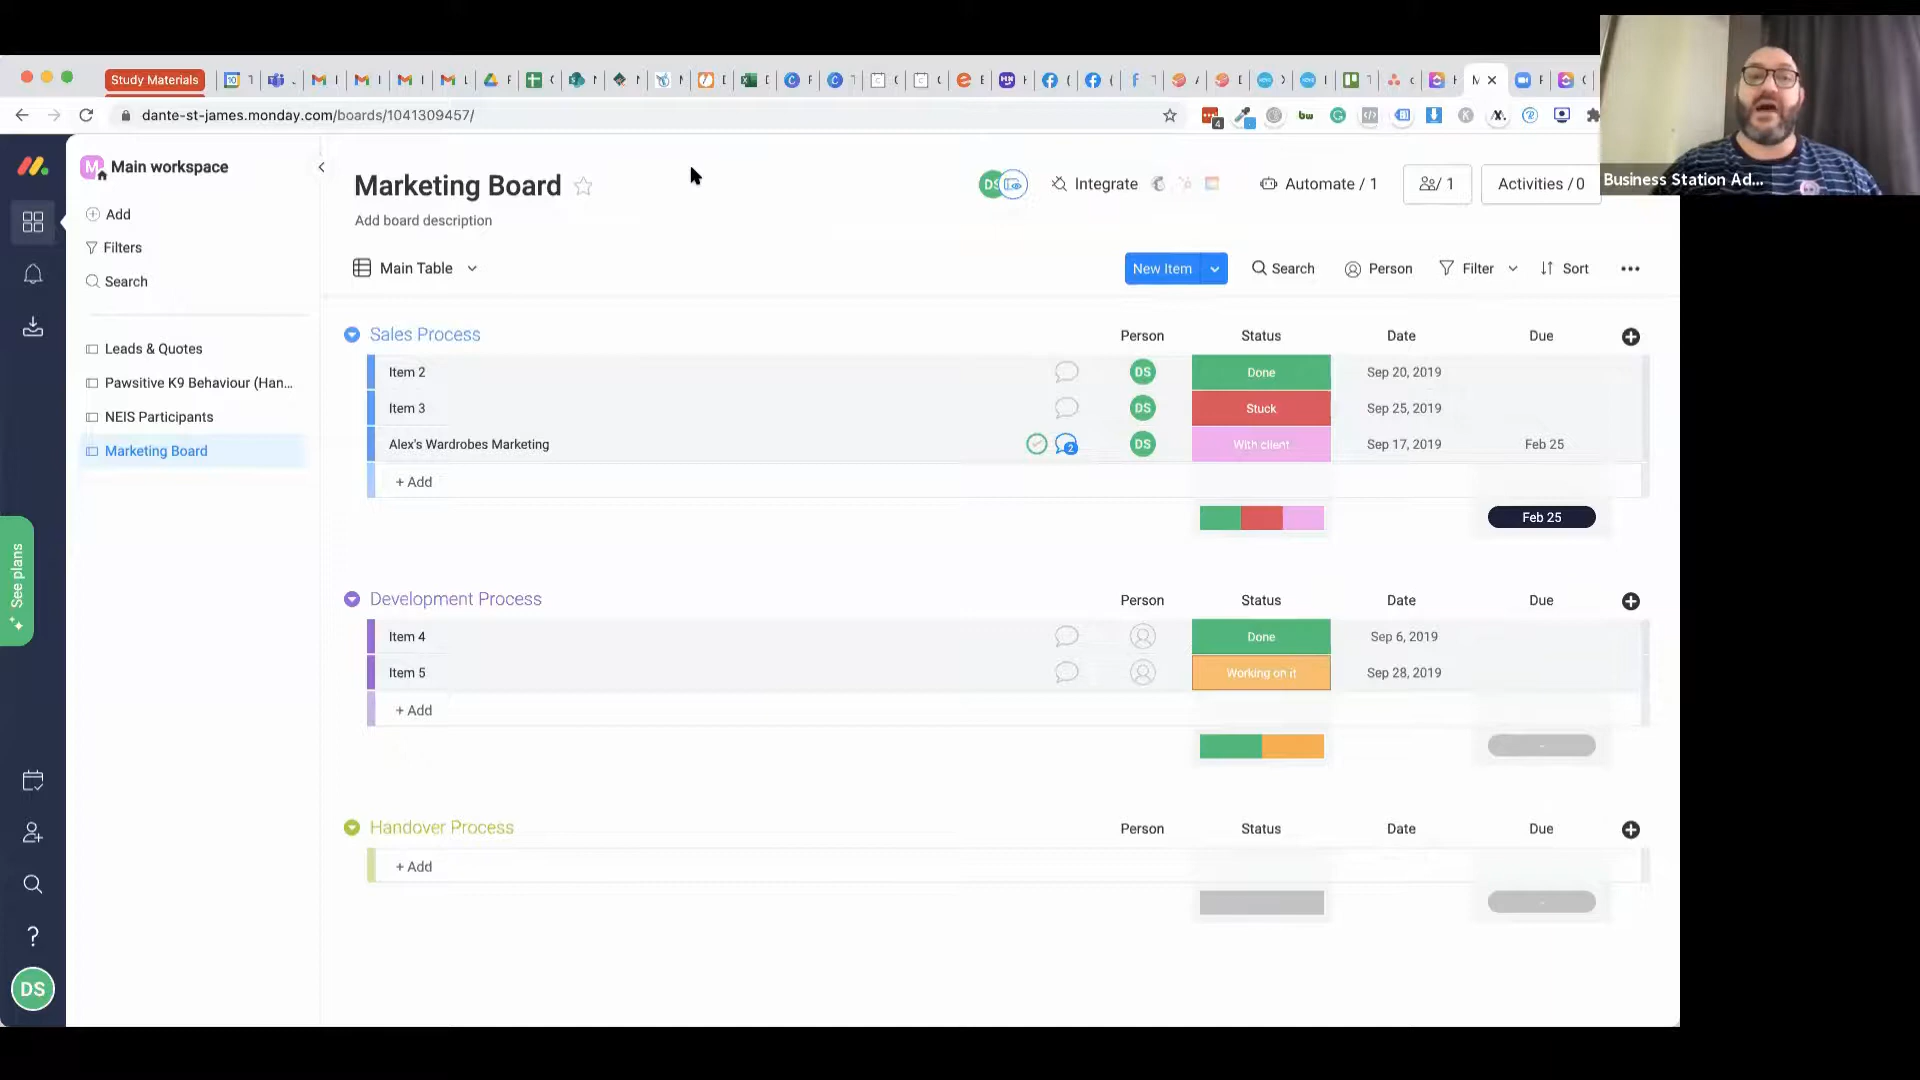 Study Materials
dante-st-james.monday.com/boards/1041309457/
Business Station Ad...
M Main workspace
Add
Filters
Search
Leads & Quotes
Pawsitive K9 Behaviour (Han...
NEIS Participants
Marketing Board
See plans
DS
Marketing Board
Add board description
DS
Integrate
Automate / 1
/ 1
Activities / 0
Main Table
New Item
Search
Person
Filter
Sort
Sales Process Person Status Date Due
Item 2 DS Done Sep 20, 2019
Item 3 DS Stuck Sep 25, 2019
Alex's Wardrobes Marketing 2 DS With client Sep 17, 2019 Feb 25
+ Add
Feb 25
Development Process Person Status Date Due
Item 4 Done Sep 6, 2019
Item 5 Working on it Sep 28, 2019
+ Add
-
Handover Process Person Status Date Due
+ Add
-